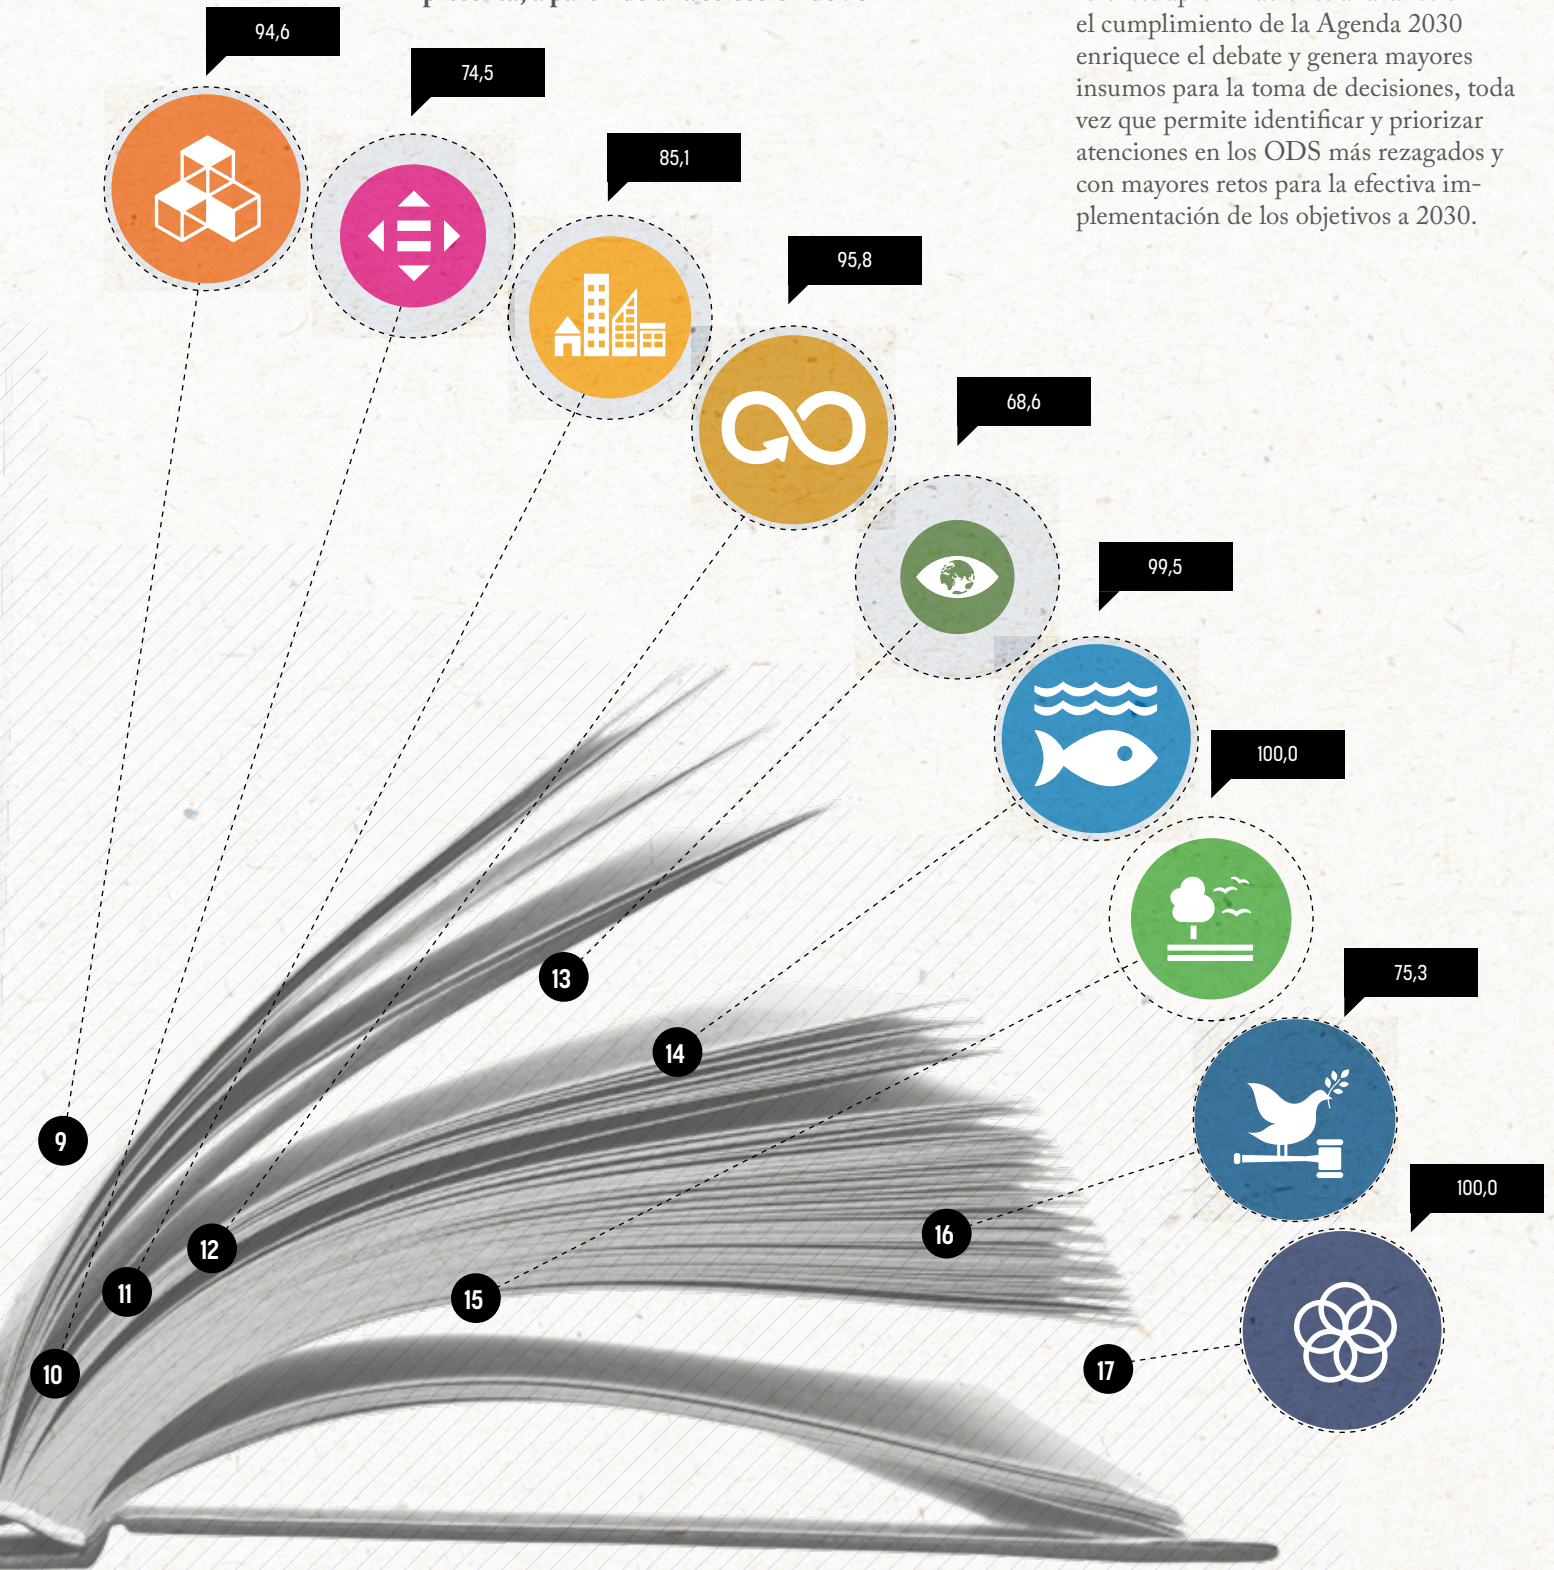 el cumplimiento de la Agenda 2030
enriquece el debate y genera mayores
insumos para la toma de decisiones, toda
vez que permite identificar y priorizar
atenciones en los ODS más rezagados y
con mayores retos para la efectiva im-
plementación de los objetivos a 2030.
94,6
74,5
85,1
95,8
68,6
99,5
100,0
75,3
100,0
9
10
11
12
13
14
15
16
17